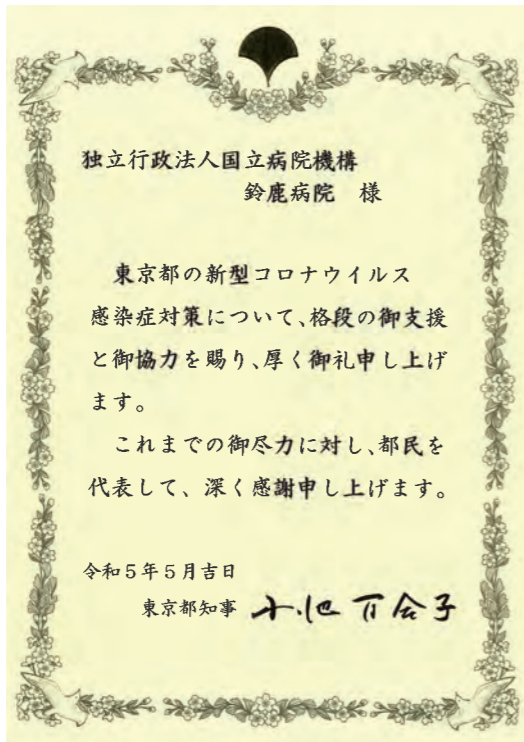 独立行政法人国立病院機構
鈴鹿病院　様
東京都の新型コロナウイルス
感染症対策について、格段の御支援
と御協力を賜り、厚く御礼申し上げ
ます。
これまでの御尽力に対し、都民を
代表して、深く感謝申し上げます。
令和５年５月吉日
東京都知事　小池百合子